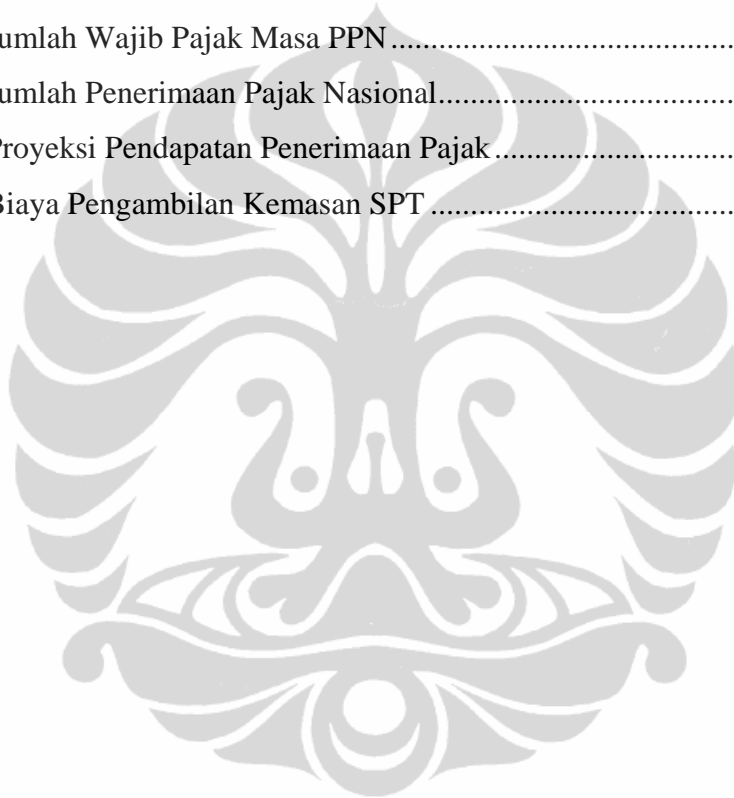 umlah Wajib Pajak Masa PPN...........................................
umlah Penerimaan Pajak Nasional.....................................
Proyeksi Pendapatan Penerimaan Pajak..............................
Biaya Pengambilan Kemasan SPT ......................................